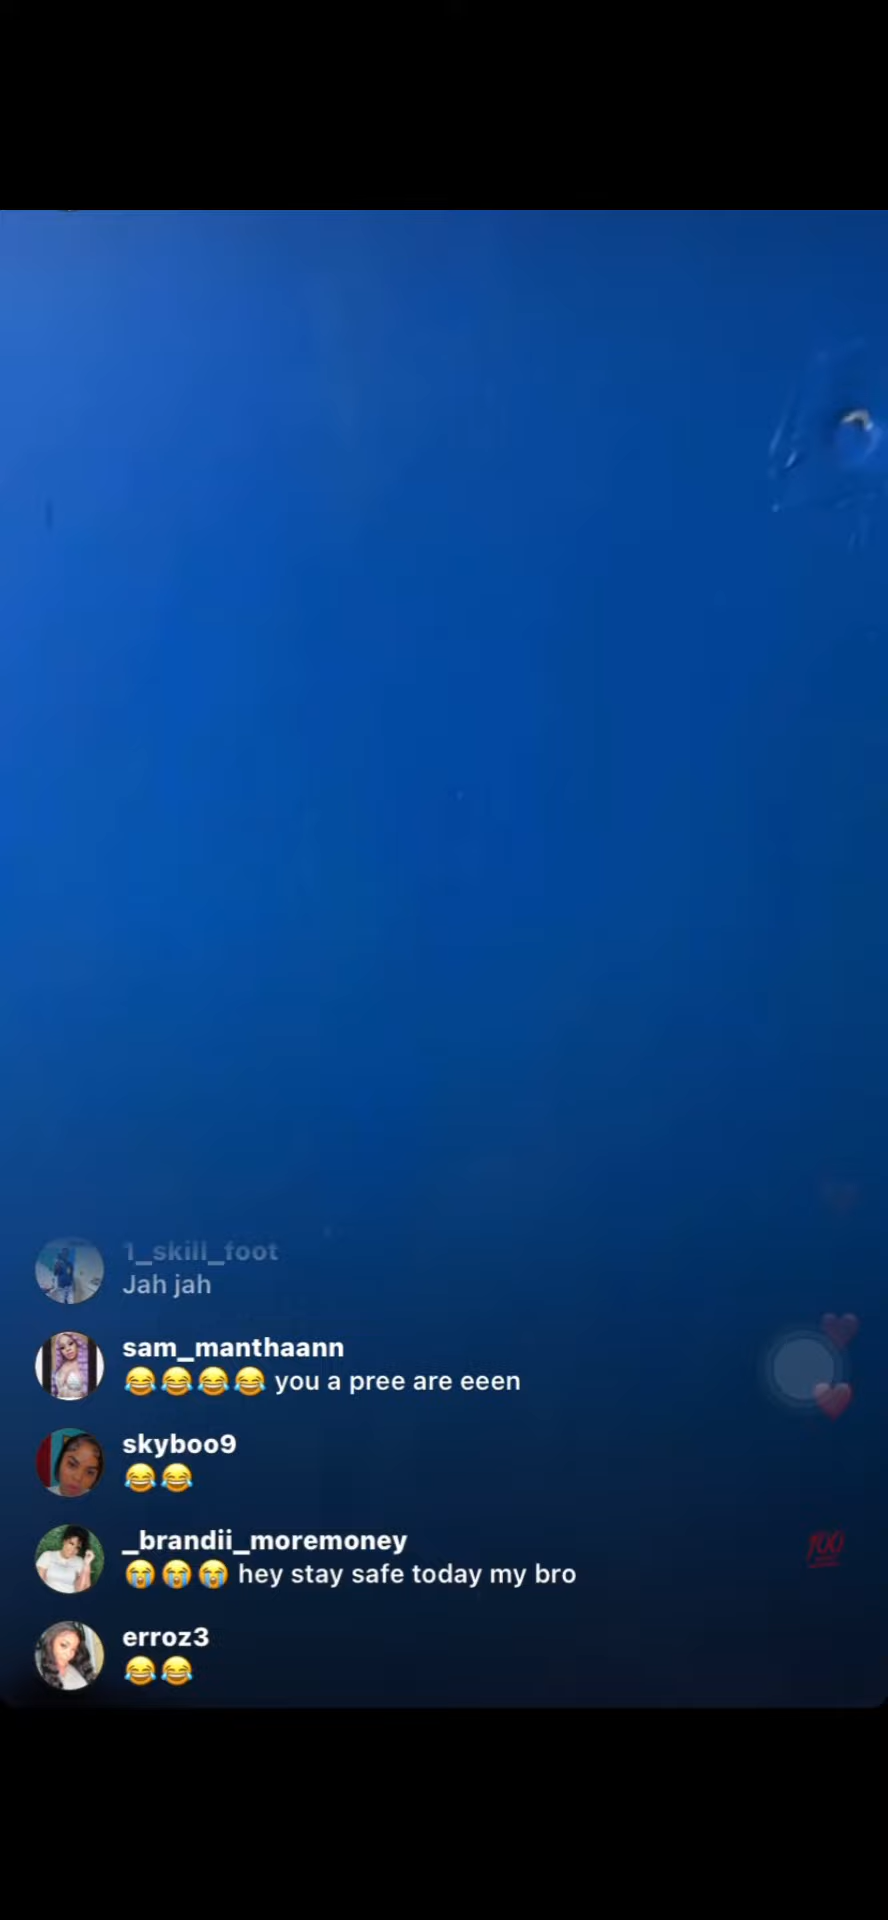 1_skill_foot
Jah jah
sam_manthaann
😂😂😂😂 you a pree are eeen
skyboo9
😂😂
_brandii_moremoney
😭😭😭 hey stay safe today my bro
erroz3
😂😂
💯